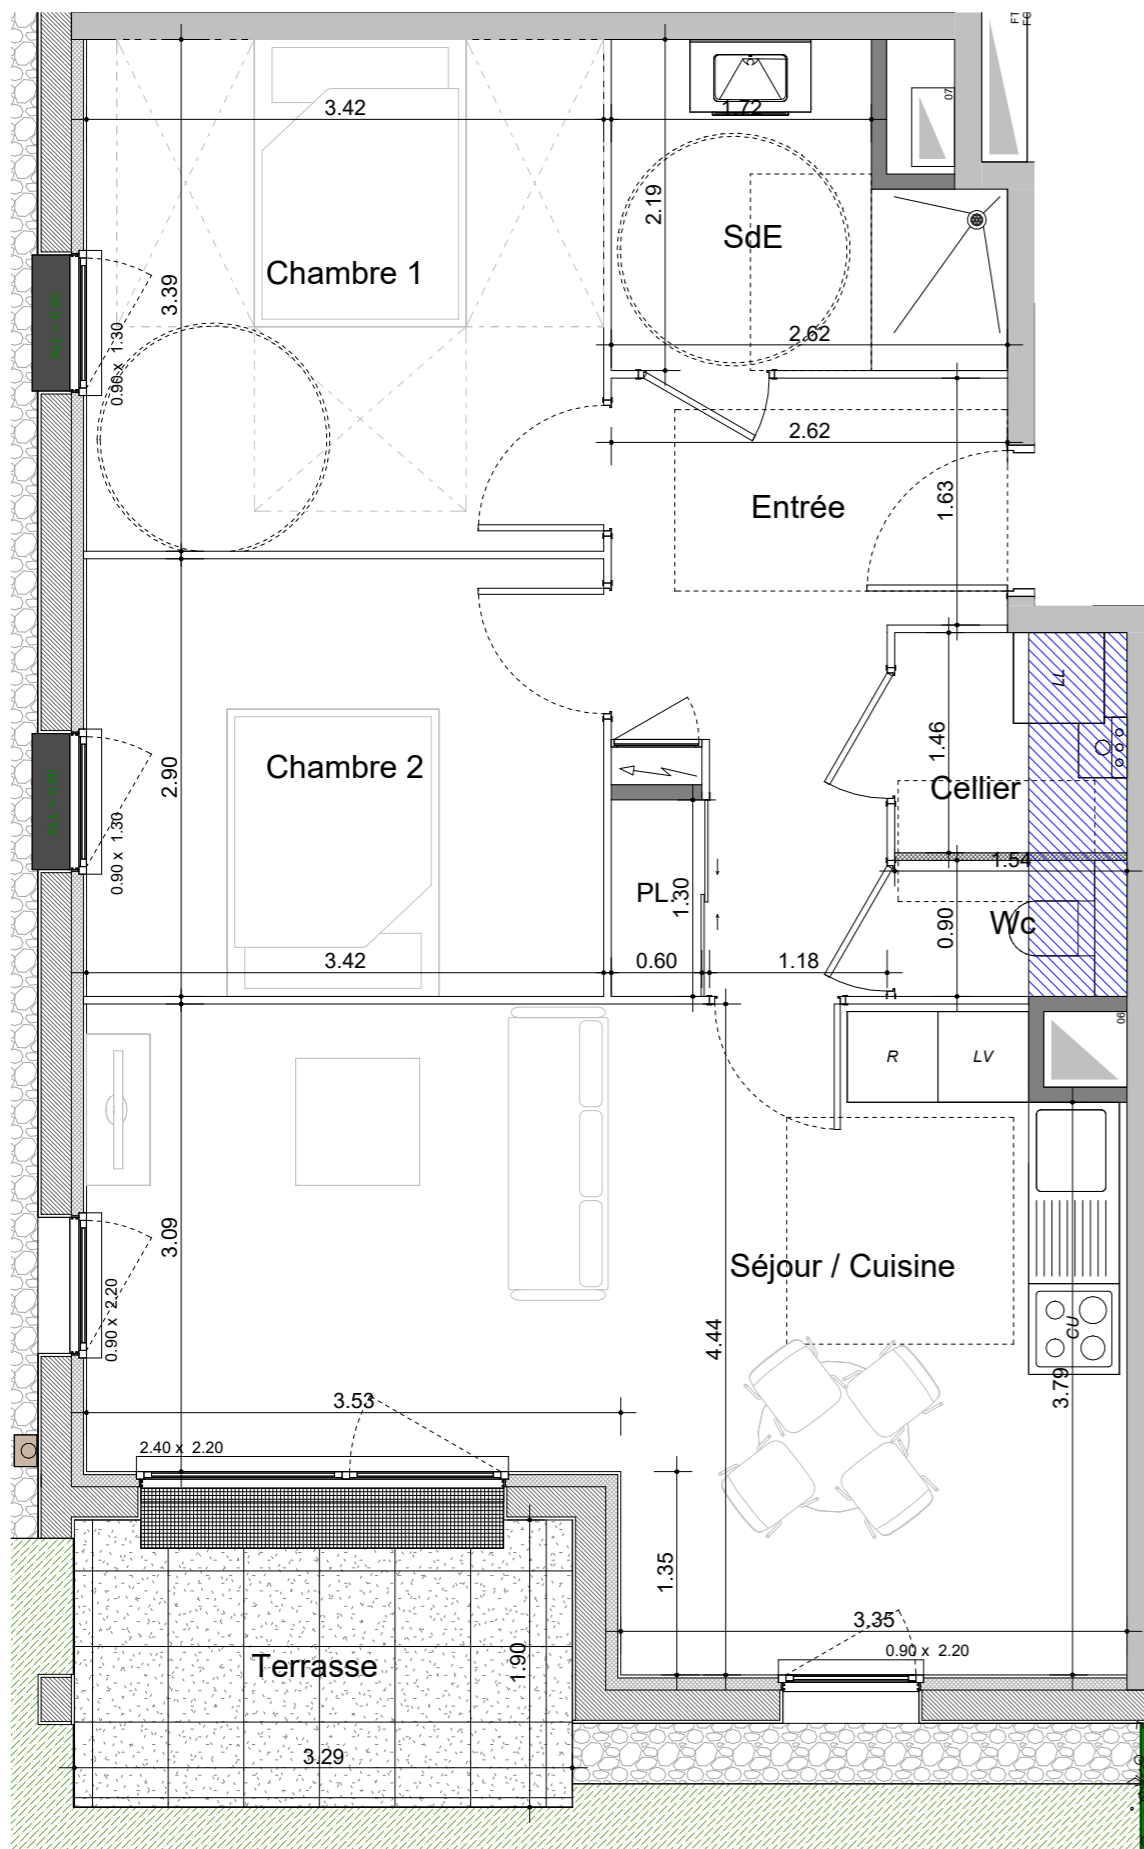 FT
FG
07
3.42
1.72
2.19
SdE
Chambre 1
3.39
0.90 x 1.30
2.62
2.62
1.63
Entrée
LL
1.46
Cellier
Chambre 2
2.90
0.90 x 1.30
1.54
PL.
1.30
0.90
Wc
3.42
0.60
1.18
06
R
LV
3.09
0.90 x 2.20
Séjour / Cuisine
CU
4.44
3.79
3.53
2.40 x 2.20
1.35
3.35
0.90 x 2.20
Terrasse
1.90
3.29